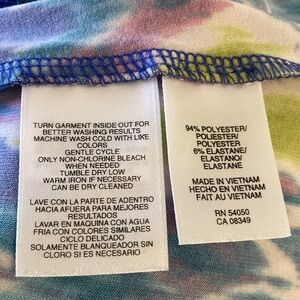 TURN GARMENT INSIDE OUT FOR
BETTER WASHING RESULTS
MACHINE WASH COLD WITH LIKE
COLORS
GENTLE CYCLE
ONLY NON-CHLORINE BLEACH
WHEN NEEDED
TUMBLE DRY LOW
WARM IRON IF NECESSARY
CAN BE DRY CLEANED
LAVE CON LA PARTE DE ADENTRO
HACIA AFUERA PARA MEJORES
RESULTADOS
LAVAR EN MAQUINA CON AGUA
FRIA CON COLORES SIMILARES
CICLO DELICADO
SOLAMENTE BLANQUEADOR SIN
CLORO SI ES NECESARIO
94% POLYESTER/
POLIESTER/
POLYESTER
6% ELASTANE/
ELASTANO/
ELASTHANE
MADE IN VIETNAM
HECHO EN VIETNAM
FAIT AU VIETNAM
RN 54050
CA 08349